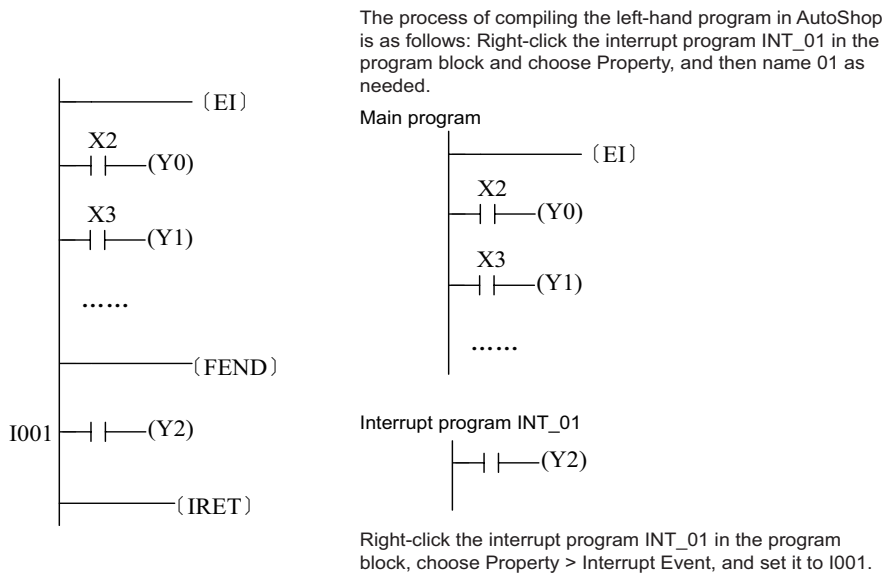 The process of compiling the left-hand program in AutoShop
is as follows: Right-click the interrupt program INT_01 in the
program block and choose Property, and then name 01 as
needed.
〔EI〕
X2
(Y0)
X3
(Y1)
......
〔FEND〕
I001
(Y2)
〔IRET〕
Main program
〔EI〕
X2
(Y0)
X3
(Y1)
......
Interrupt program INT_01
(Y2)
Right-click the interrupt program INT_01 in the program
block, choose Property > Interrupt Event, and set it to I001.